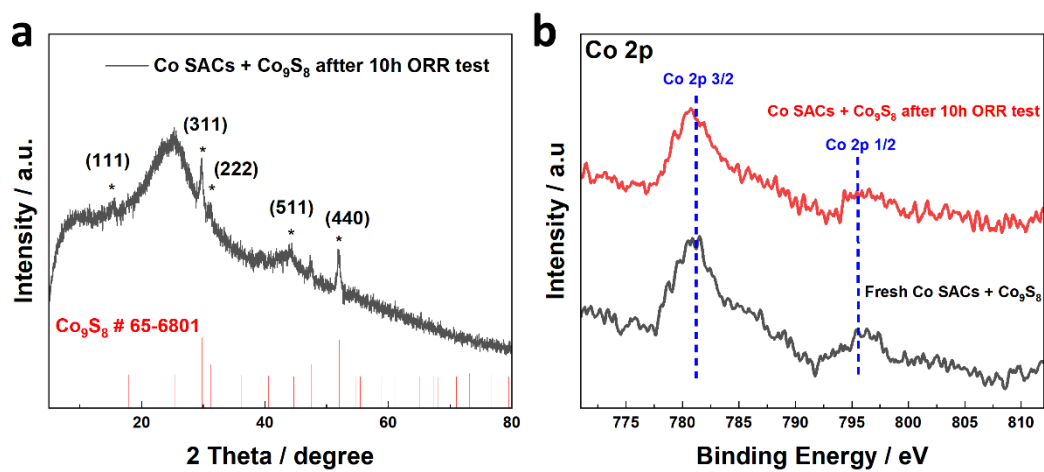 a
Co SACs + Co₉S₈ affter 10h ORR test
(311)
(111)
(222)
(511)
(440)
*
*
*
*
*
Co₉S₈ # 65-6801
Intensity / a.u.
20
40
60
80
2 Theta / degree
b
Co 2p
Co 2p 3/2
Co SACs + Co₉S₈ after 10h ORR test
Co 2p 1/2
Fresh Co SACs + Co₉S₈
Intensity / a.u
775
780
785
790
795
800
805
810
Binding Energy / eV